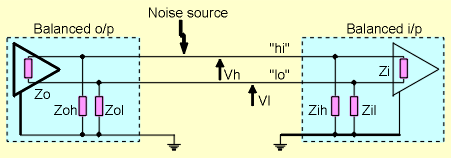 Noise source
Balanced o/p
Balanced i/p
"hi"
Zo
Vh
"lo"
Zi
Zoh
Zol
Vl
Zih
Zil